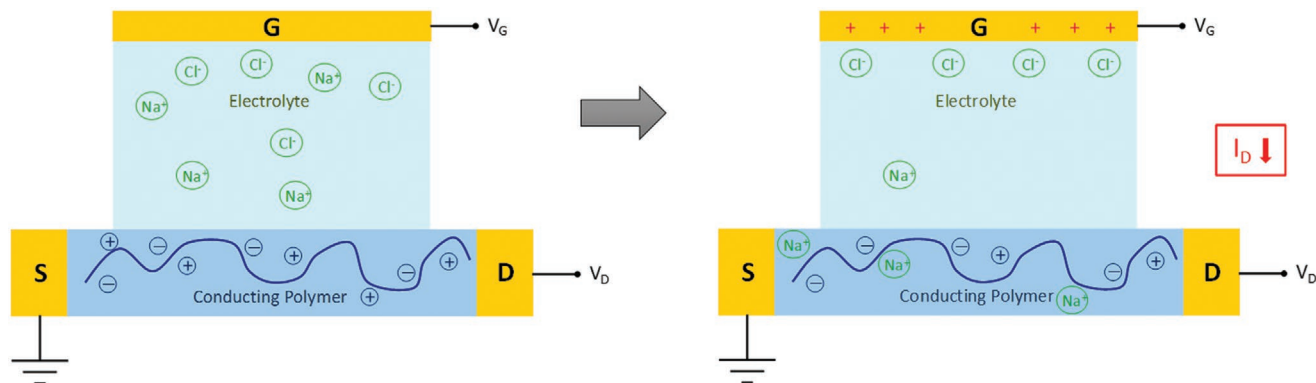 G
V_G
Cl⁻
Cl⁻
Na⁺
Cl⁻
Na⁺
Electrolyte
Cl⁻
Na⁺
Na⁺
S
D
V_D
Conducting Polymer
+ + + G + + +
V_G
Cl⁻ Cl⁻ Cl⁻ Cl⁻
Electrolyte
I_D ↓
Na⁺
Na⁺
Na⁺
S
D
V_D
Conducting Polymer
Na⁺